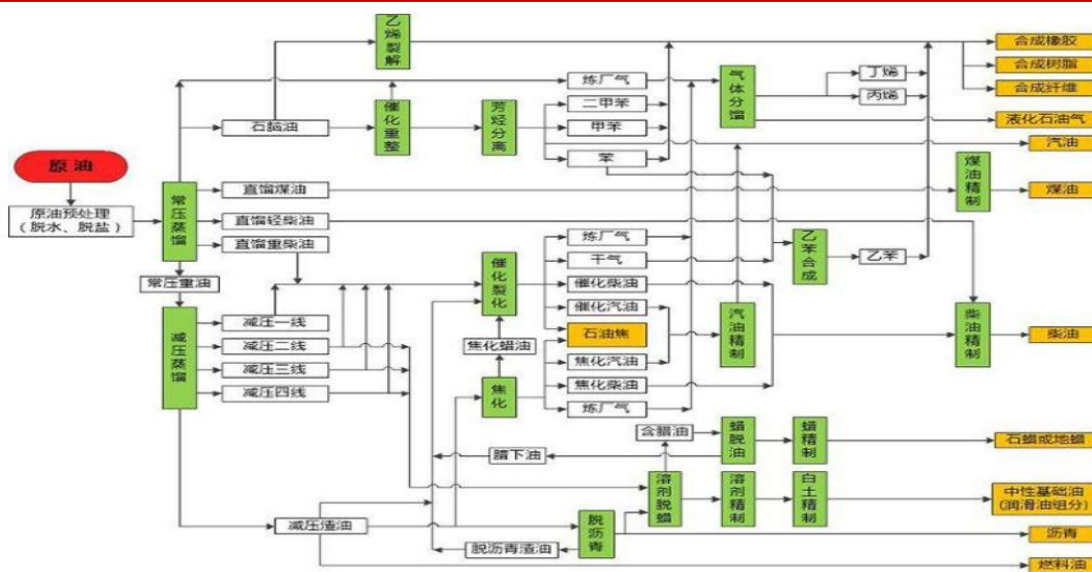 乙烯裂解
合成橡胶
合成树脂
合成纤维
炼厂气
二甲苯
甲苯
苯
气体分馏
丁烯
丙烯
液化石油气
汽油
催化重整
芳烃分离
石脑油
原油
原油预处理
(脱水、脱盐)
常压蒸馏
直馏煤油
直馏轻柴油
直馏重柴油
煤油精制
煤油
常压重油
催化裂化
炼厂气
干气
催化柴油
催化汽油
石油焦
焦化汽油
焦化柴油
炼厂气
乙苯合成
乙苯
减压蒸馏
减压一线
减压二线
减压三线
减压四线
焦化蜡油
焦化
汽油精制
柴油精制
柴油
含腊油
蜡脱油
蜡精制
石蜡或地蜡
腊下油
溶剂脱蜡
溶剂精制
白土精制
中性基础油
(润滑油组分)
减压渣油
脱沥青
沥青
脱沥青渣油
燃料油